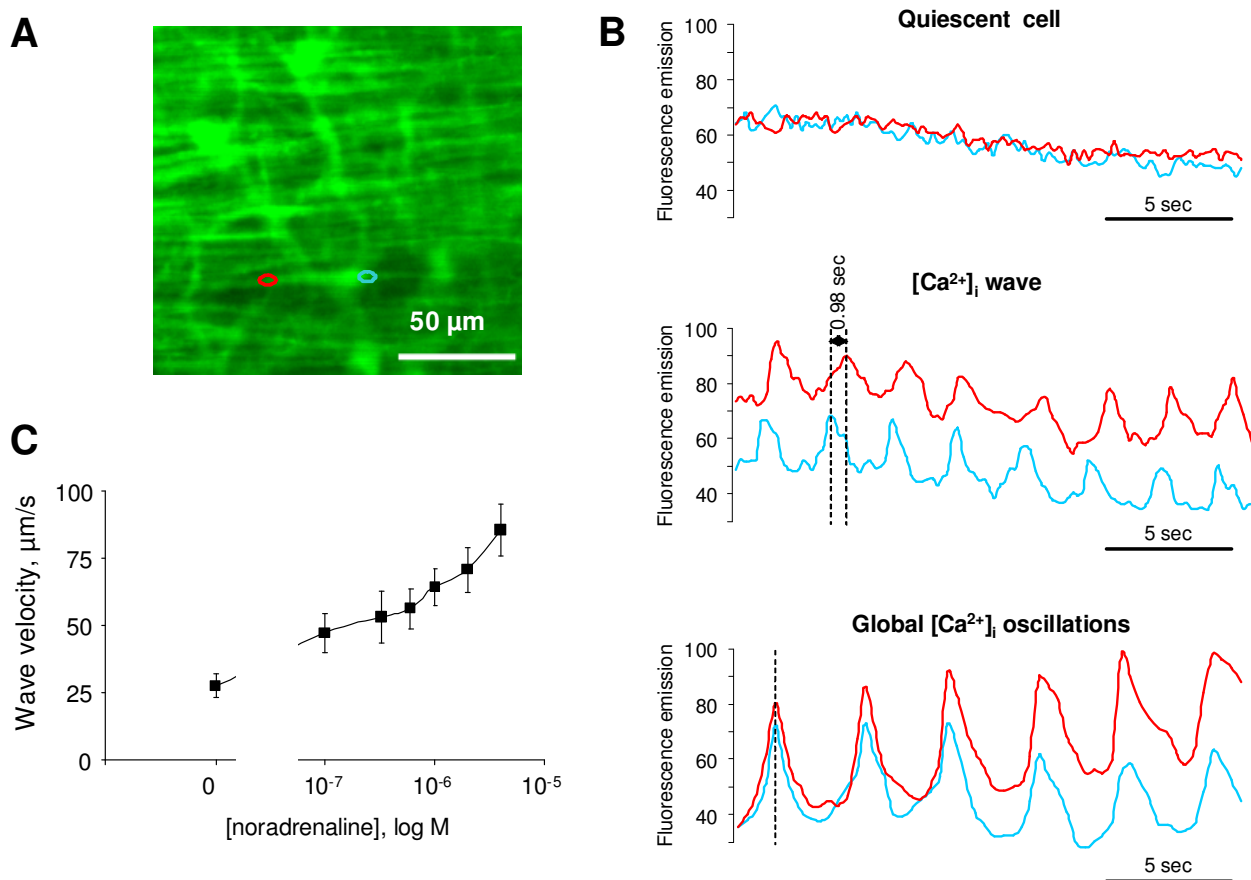 A
50 µm
B
Quiescent cell
Fluorescence emission
100
80
60
40
5 sec
[Ca²⁺]ᵢ wave
0.98 sec
Fluorescence emission
100
80
60
40
5 sec
Global [Ca²⁺]ᵢ oscillations
Fluorescence emission
100
80
60
40
5 sec
C
Wave velocity, µm/s
100
75
50
25
0
0 10⁻⁷ 10⁻⁶ 10⁻⁵
[noradrenaline], log M